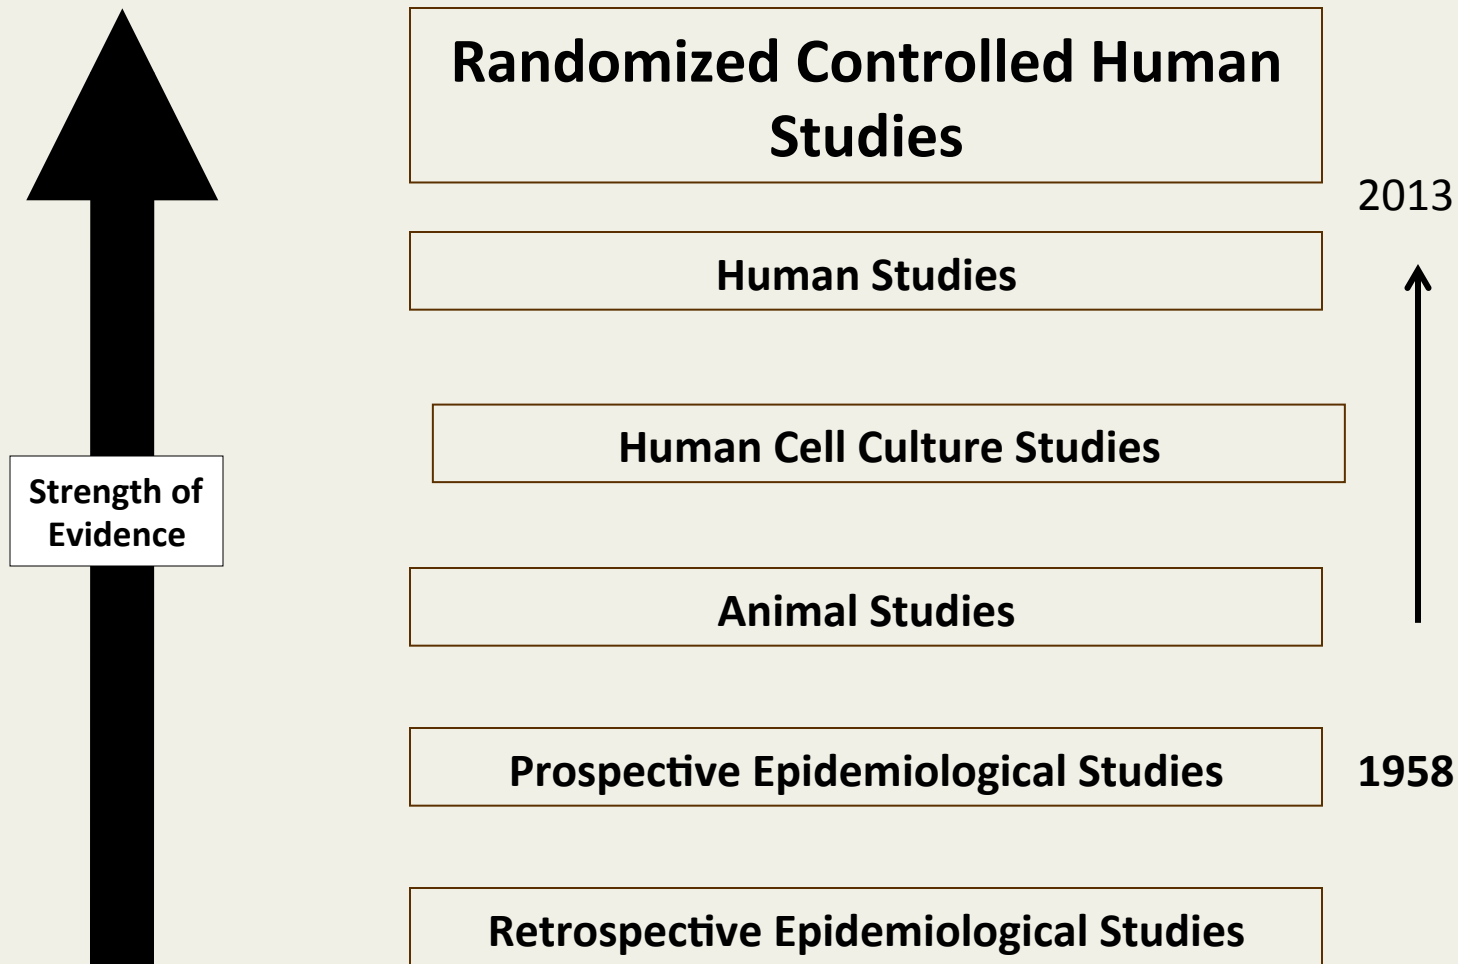 Randomized Controlled Human
Studies
2013
Human Studies
Human Cell Culture Studies
Strength of
Evidence
Animal Studies
Prospective Epidemiological Studies
1958
Retrospective Epidemiological Studies